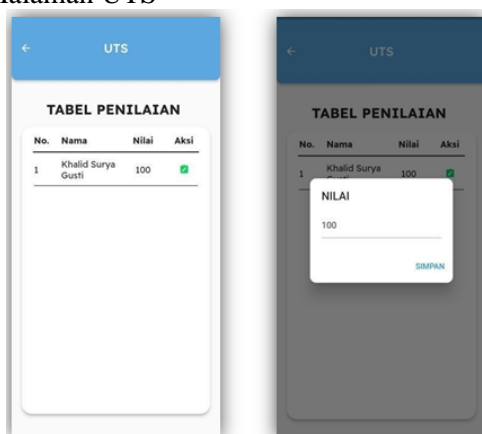 Halaman UTS
UTS
TABEL PENILAIAN
No. Nama Nilai Aksi
1 Khalid Surya Gusti 100
UTS
TABEL PENILAIAN
No. Nama Nilai Aksi
1 Khalid Surya 100
NILAI
100
SIMPAN